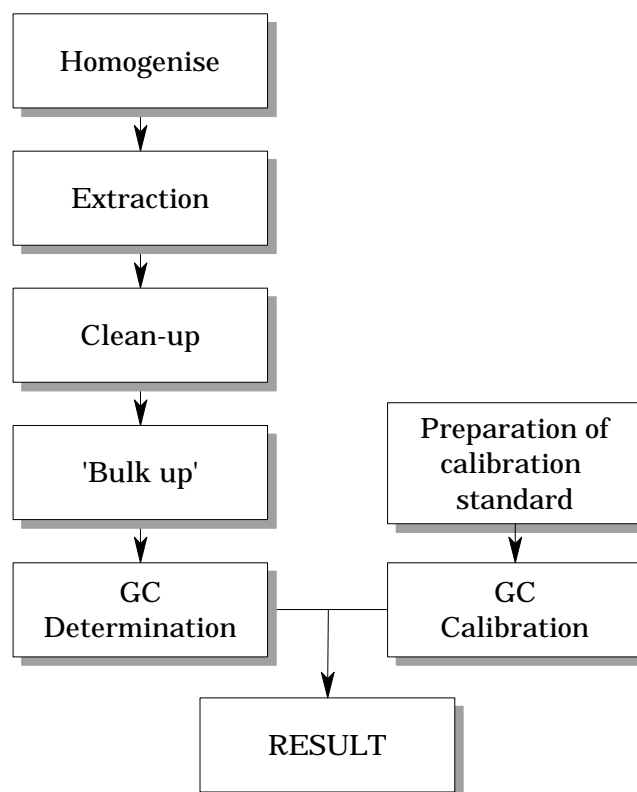 Homogenise
Extraction
Clean-up
'Bulk up'
Preparation of
calibration
standard
GC
Determination
GC
Calibration
RESULT